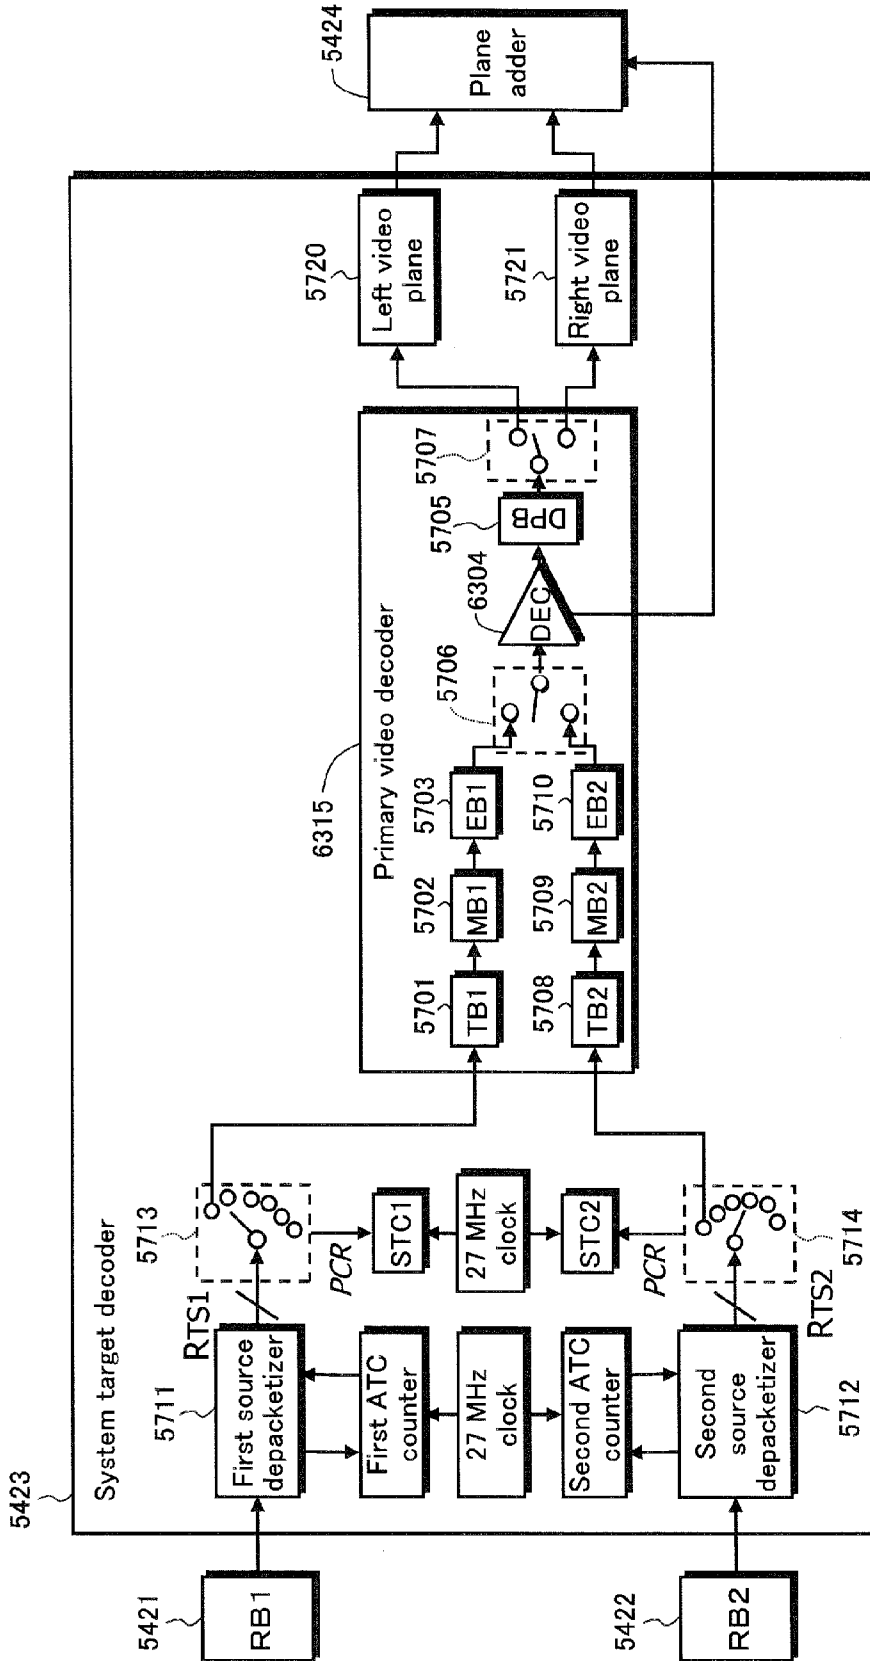 5423
System target decoder
5421
RB1
5711
First source
depacketizer
RTS1
5713
First ATC
counter
PCR
STC1
27 MHz
clock
27 MHz
clock
Second ATC
counter
STC2
PCR
5422
RB2
Second
source
depacketizer
5712
RTS2
5714
6315
Primary video decoder
5701
TB1
5702
MB1
5703
EB1
5708
TB2
5709
MB2
5710
EB2
5706
6304
DEC
5705
DPB
5707
5720
Left video
plane
5721
Right video
plane
5424
Plane
adder